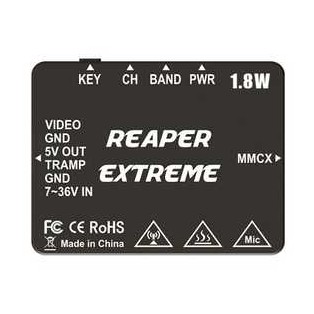 KEY CH BAND PWR 1.8W
VIDEO
GND
5V OUT
TRAMP
GND
7~36V IN
REAPER
EXTREME
MMCX
FC CE RoHS
Made in China
Mic